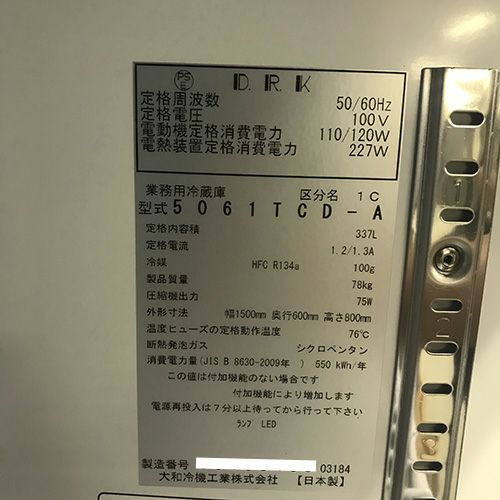 PS E D.R.K
定格周波数 50/60Hz
定格電圧 100V
電動機定格消費電力 110/120W
電熱装置定格消費電力 227W
業務用冷蔵庫 区分名 1C
型式 5061TCD-A
定格内容積 337L
定格電流 1.2/1.3A
冷媒 HFC R134a 100g
製品質量 78kg
圧縮機出力 75W
外形寸法 幅1500mm 奥行600mm 高さ800mm
温度ヒューズの定格動作温度 76℃
断熱発泡ガス シクロペンタン
消費電力量(JIS B 8630-2009年 ) 550 kWh/年
この値は付加機能のない場合です
付加機能により増加します
電源再投入は7分以上待ってから行って下さい
ランプ LED
製造番号 03184
大和冷機工業株式会社 【日本製】
1
2
3